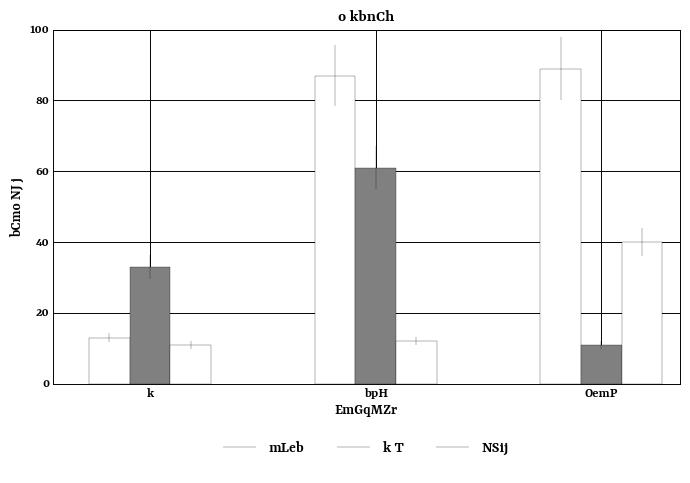 o kbnCh
100
80
60
40
20
0
bCmo NJ j
k bpH OemP
EmGqMZr
mLeb k T NSij